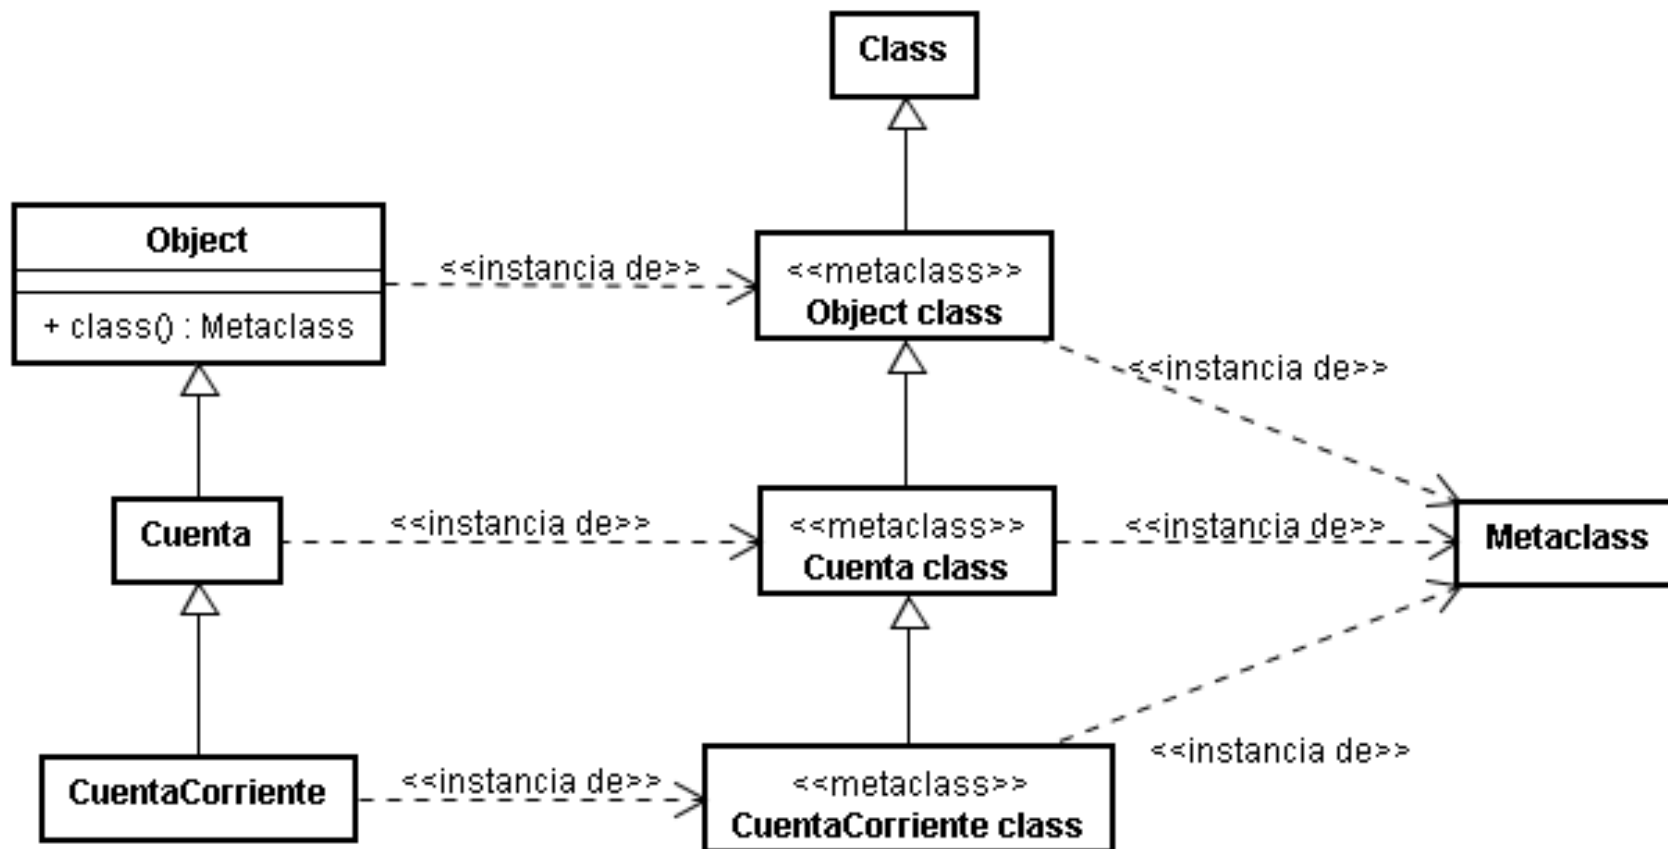 Class
Object
+ class() : Metaclass
<<instancia de>>
<<metaclass>>
Object class
<<instancia de>>
Cuenta
<<instancia de>>
<<metaclass>>
Cuenta class
<<instancia de>>
Metaclass
CuentaCorriente
<<instancia de>>
<<metaclass>>
CuentaCorriente class
<<instancia de>>